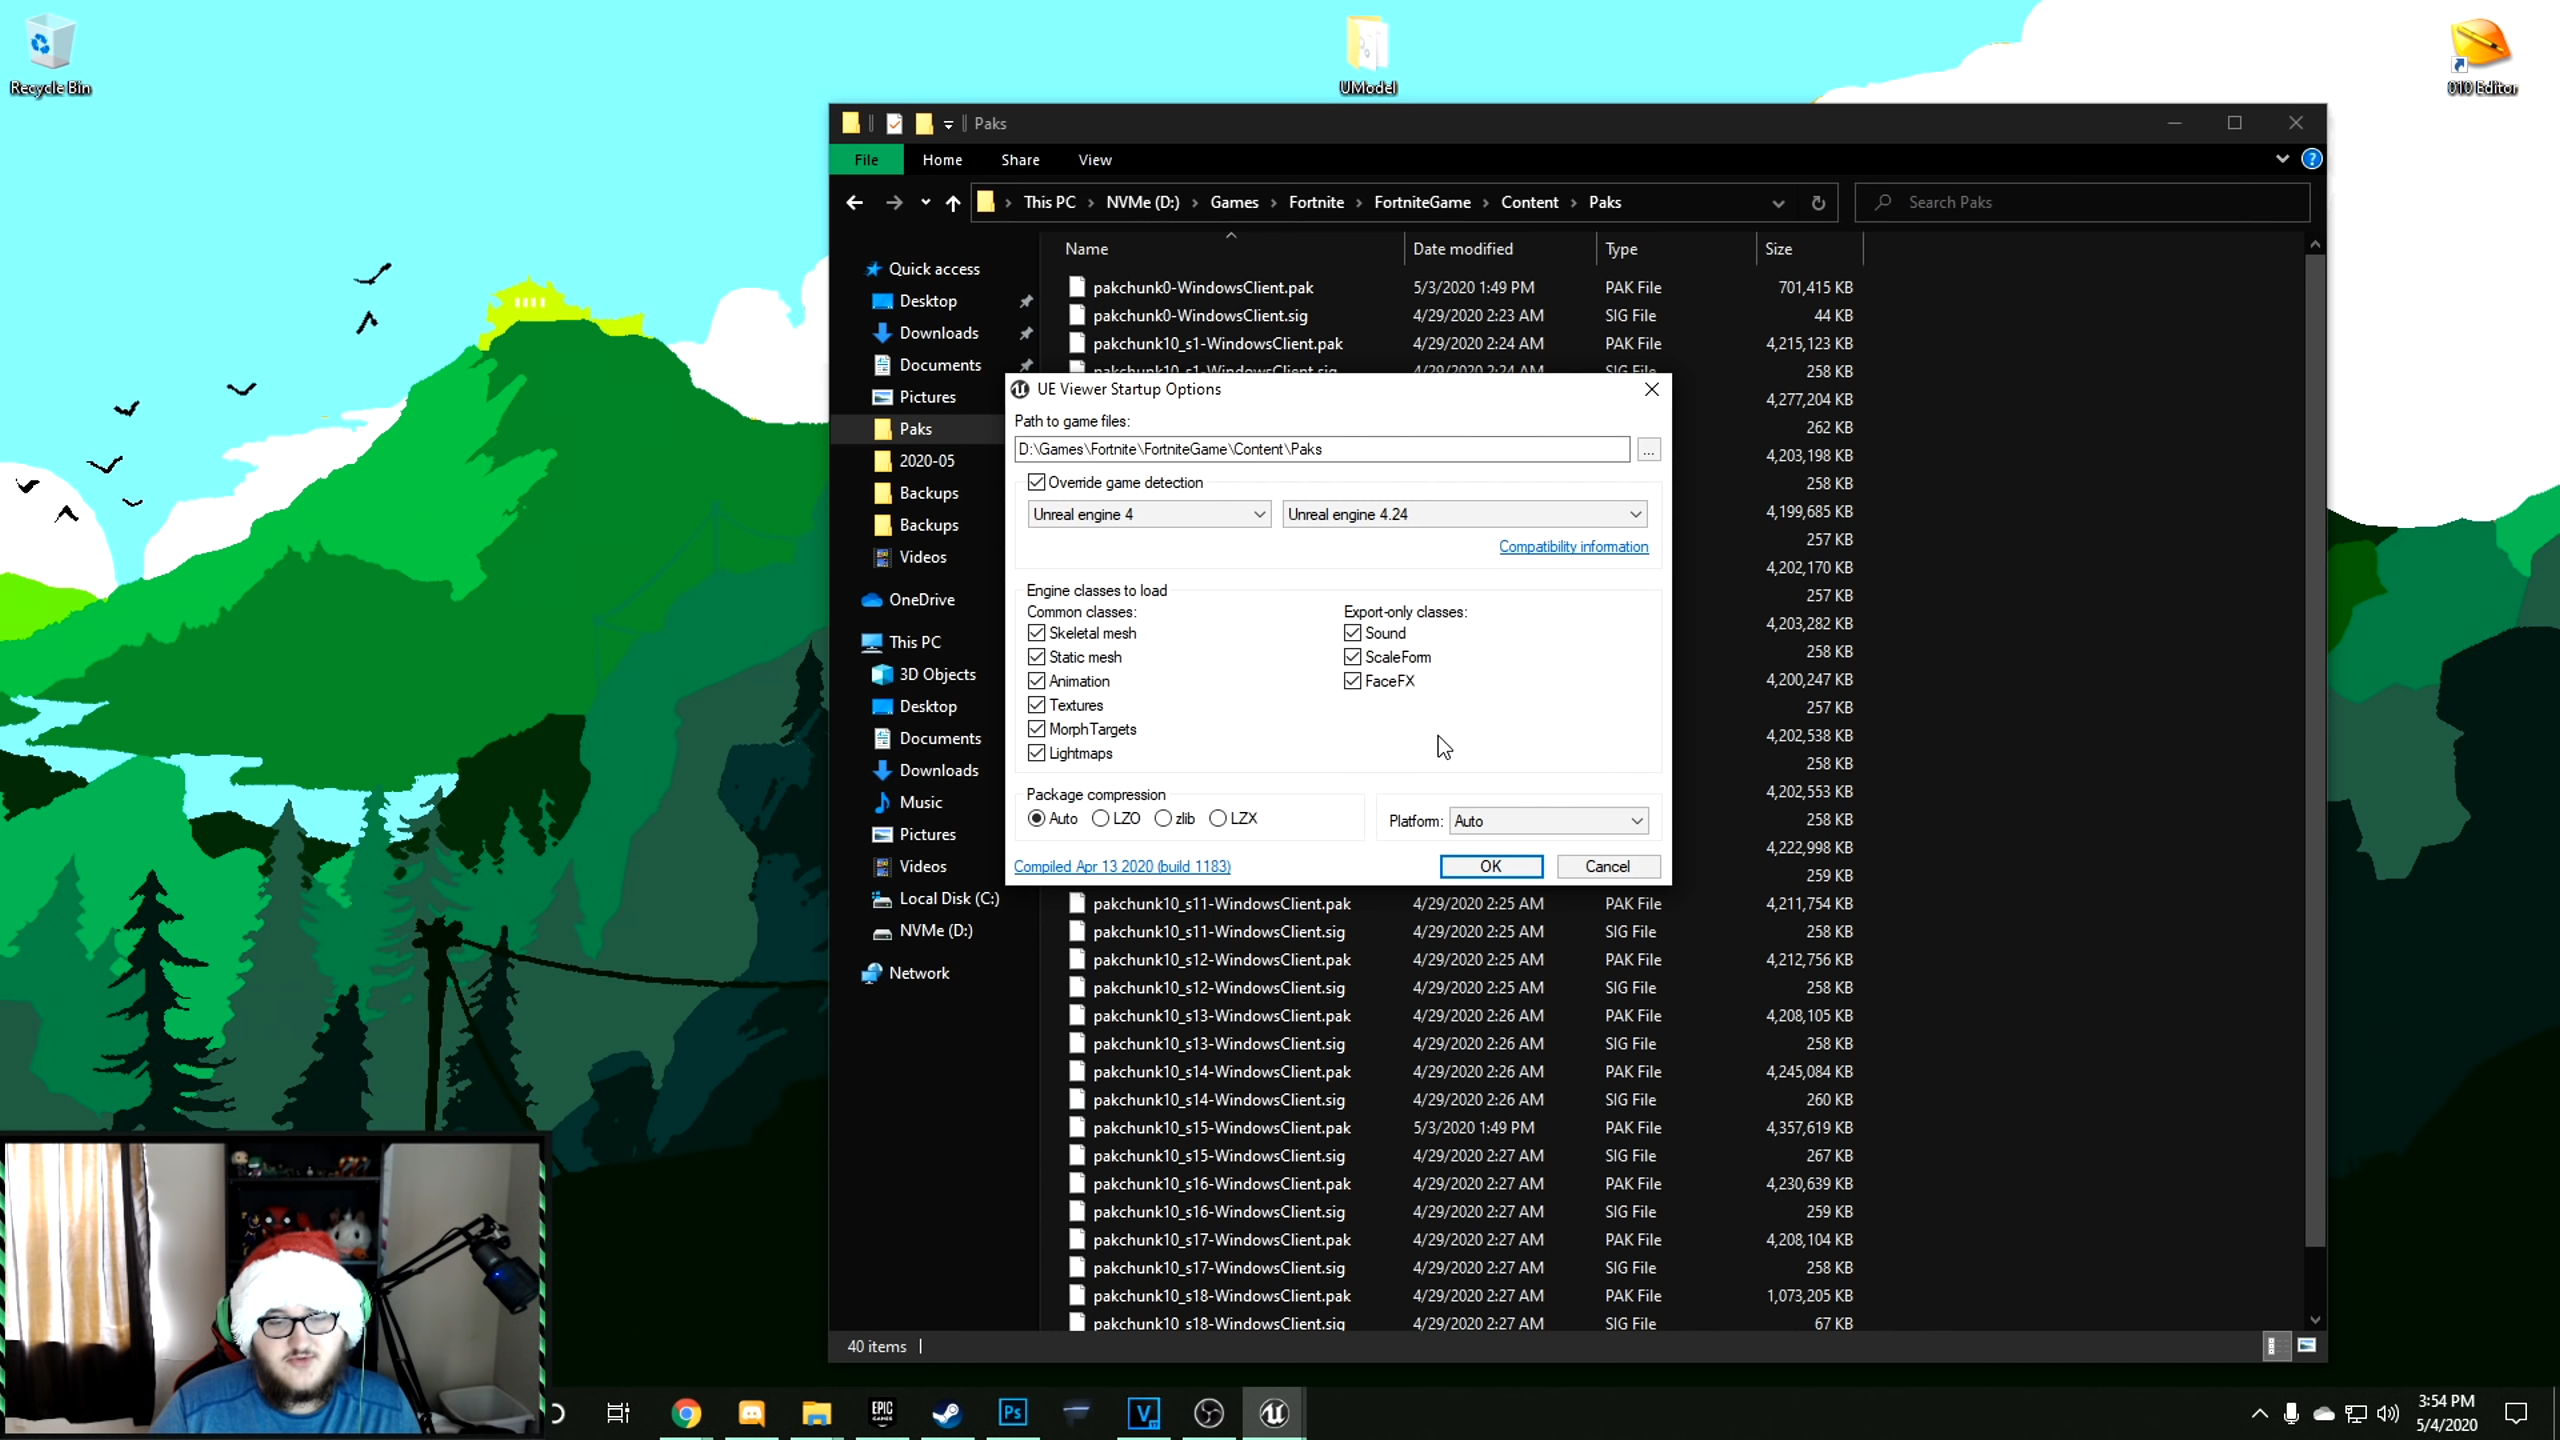 Recycle Bin
UModel
010 Editor
Paks
File Home Share View
This PC NVMe (D:) Games Fortnite FortniteGame Content Paks
Search Paks
Name Date modified Type Size
Quick access
Desktop
Downloads
Documents
Pictures
Paks
2020-05
Backups
Backups
Videos
OneDrive
This PC
3D Objects
Desktop
Documents
Downloads
Music
Pictures
Videos
Local Disk (C:)
NVMe (D:)
Network
pakchunk0-WindowsClient.pak 5/3/2020 1:49 PM PAK File 701,415 KB
pakchunk0-WindowsClient.sig 4/29/2020 2:23 AM SIG File 44 KB
pakchunk10_s1-WindowsClient.pak 4/29/2020 2:24 AM PAK File 4,215,123 KB
pakchunk10_s1-WindowsClient.sig 4/29/2020 2:24 AM SIG File 258 KB
4,277,204 KB
262 KB
4,203,198 KB
258 KB
4,199,685 KB
257 KB
4,202,170 KB
257 KB
4,203,282 KB
258 KB
4,200,247 KB
257 KB
4,202,538 KB
258 KB
4,202,553 KB
258 KB
4,222,998 KB
259 KB
UE Viewer Startup Options
Path to game files:
D:\Games\Fortnite\FortniteGame\Content\Paks ...
Override game detection
Unreal engine 4 Unreal engine 4.24
Compatibility information
Engine classes to load
Common classes: Export-only classes:
Skeletal mesh Sound
Static mesh ScaleForm
Animation FaceFX
Textures
MorphTargets
Lightmaps
Package compression
Auto LZO zlib LZX
Platform: Auto
Compiled Apr 13 2020 (build 1183) OK Cancel
pakchunk10_s11-WindowsClient.pak 4/29/2020 2:25 AM PAK File 4,211,754 KB
pakchunk10_s11-WindowsClient.sig 4/29/2020 2:25 AM SIG File 258 KB
pakchunk10_s12-WindowsClient.pak 4/29/2020 2:25 AM PAK File 4,212,756 KB
pakchunk10_s12-WindowsClient.sig 4/29/2020 2:25 AM SIG File 258 KB
pakchunk10_s13-WindowsClient.pak 4/29/2020 2:26 AM PAK File 4,208,105 KB
pakchunk10_s13-WindowsClient.sig 4/29/2020 2:26 AM SIG File 258 KB
pakchunk10_s14-WindowsClient.pak 4/29/2020 2:26 AM PAK File 4,245,084 KB
pakchunk10_s14-WindowsClient.sig 4/29/2020 2:26 AM SIG File 260 KB
pakchunk10_s15-WindowsClient.pak 5/3/2020 1:49 PM PAK File 4,357,619 KB
pakchunk10_s15-WindowsClient.sig 4/29/2020 2:27 AM SIG File 267 KB
pakchunk10_s16-WindowsClient.pak 4/29/2020 2:27 AM PAK File 4,230,639 KB
pakchunk10_s16-WindowsClient.sig 4/29/2020 2:27 AM SIG File 259 KB
pakchunk10_s17-WindowsClient.pak 4/29/2020 2:27 AM PAK File 4,208,104 KB
pakchunk10_s17-WindowsClient.sig 4/29/2020 2:27 AM SIG File 258 KB
pakchunk10_s18-WindowsClient.pak 4/29/2020 2:27 AM PAK File 1,073,205 KB
pakchunk10_s18-WindowsClient.sig 4/29/2020 2:27 AM SIG File 67 KB
40 items
EPIC GAMES
Ps
V
3:54 PM
5/4/2020